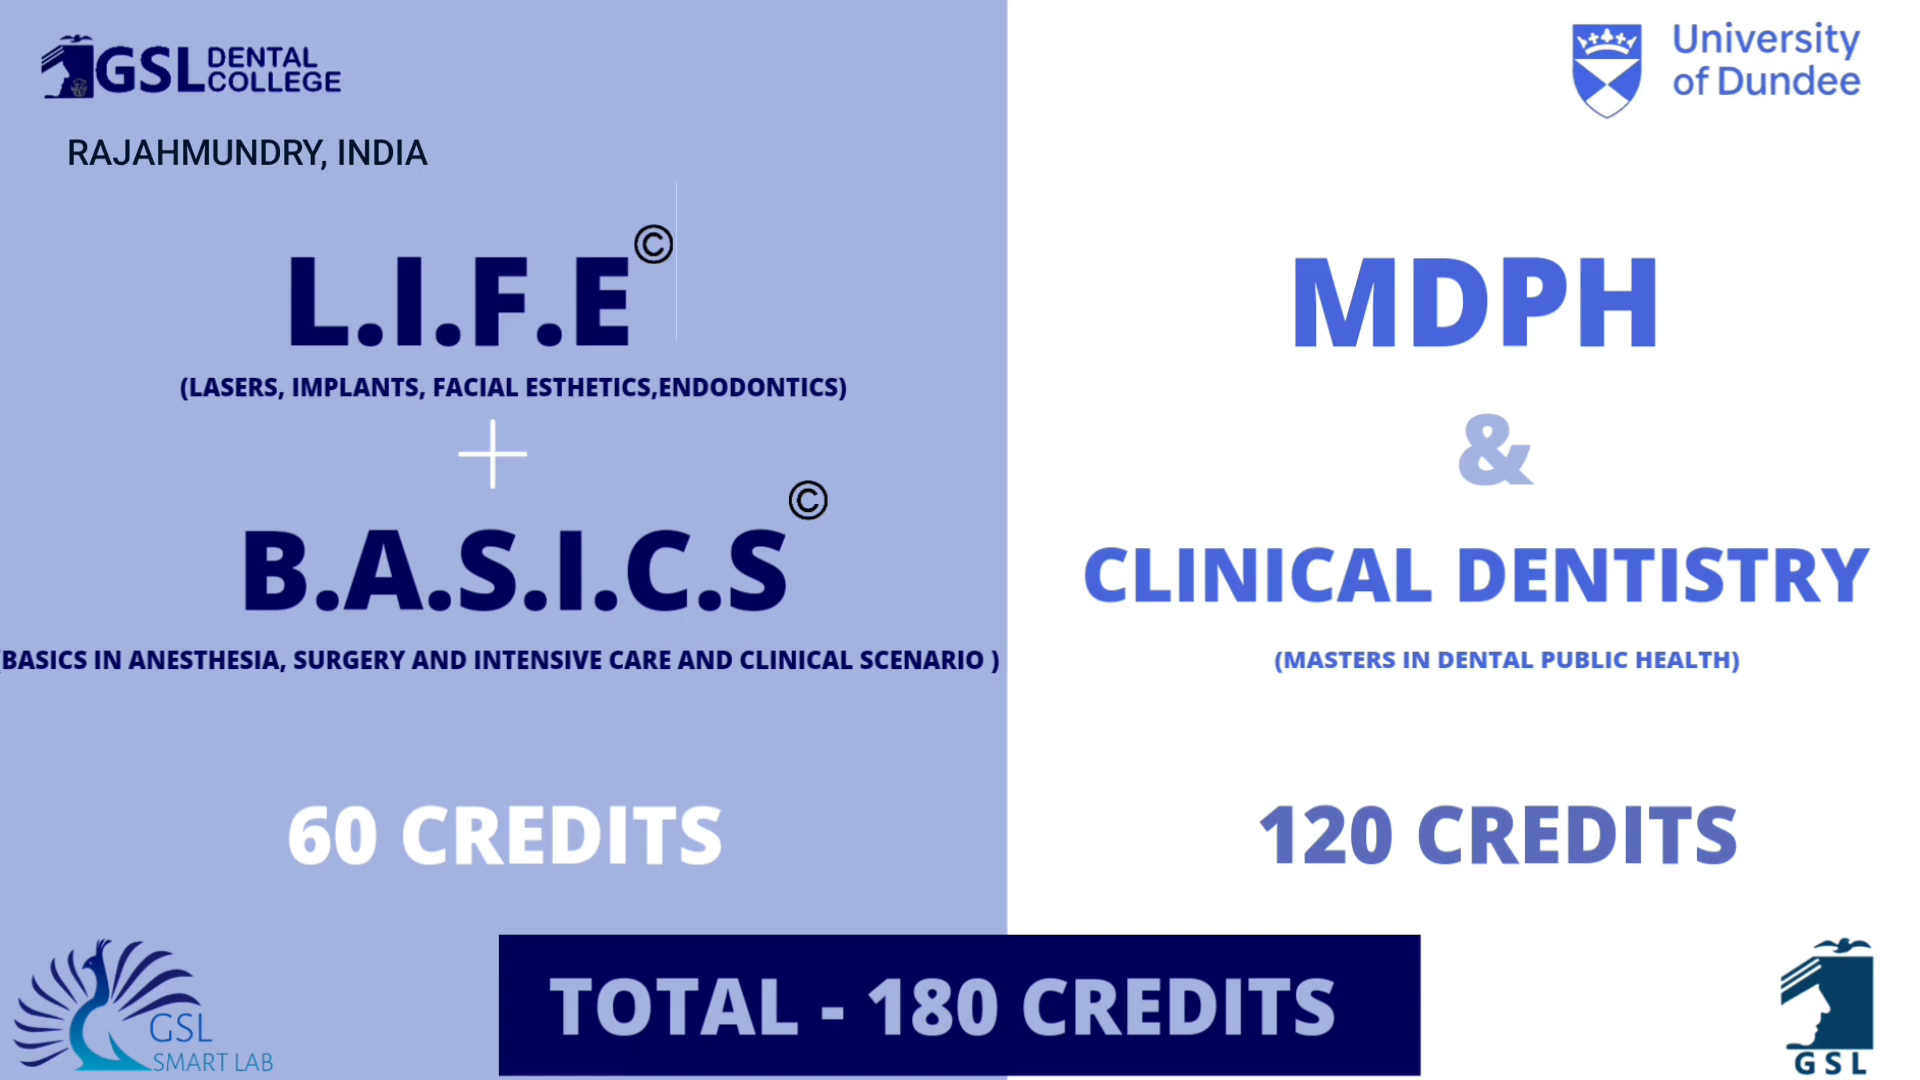 GSL DENTAL COLLEGE
RAJAHMUNDRY, INDIA
L.I.F.E ©
(LASERS, IMPLANTS, FACIAL ESTHETICS,ENDODONTICS)
+
B.A.S.I.C.S ©
(BASICS IN ANESTHESIA, SURGERY AND INTENSIVE CARE AND CLINICAL SCENARIO )
60 CREDITS
GSL
SMART LAB
University
of Dundee
MDPH
&
CLINICAL DENTISTRY
(MASTERS IN DENTAL PUBLIC HEALTH)
120 CREDITS
TOTAL - 180 CREDITS
GSL